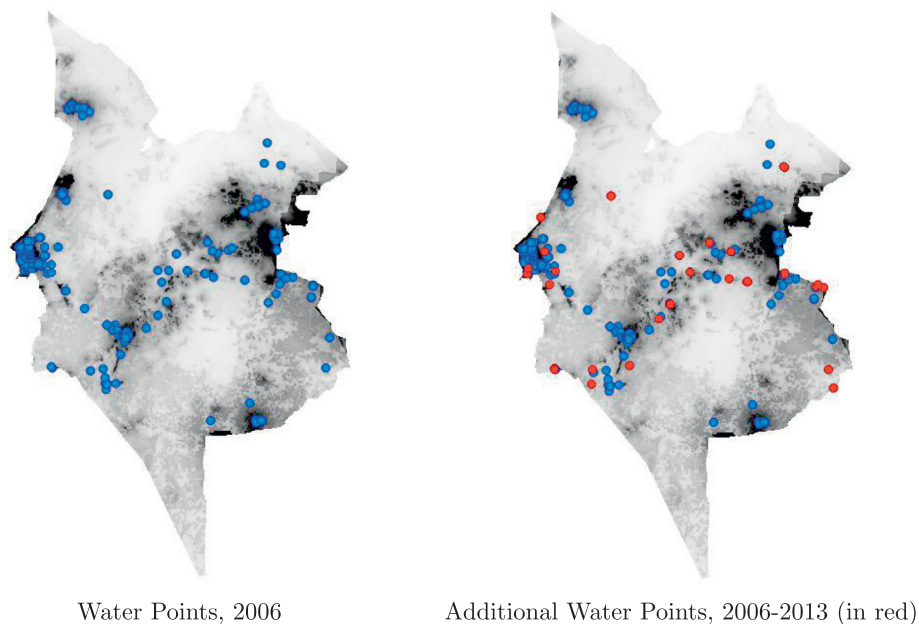 Water Points, 2006
Additional Water Points, 2006-2013 (in red)